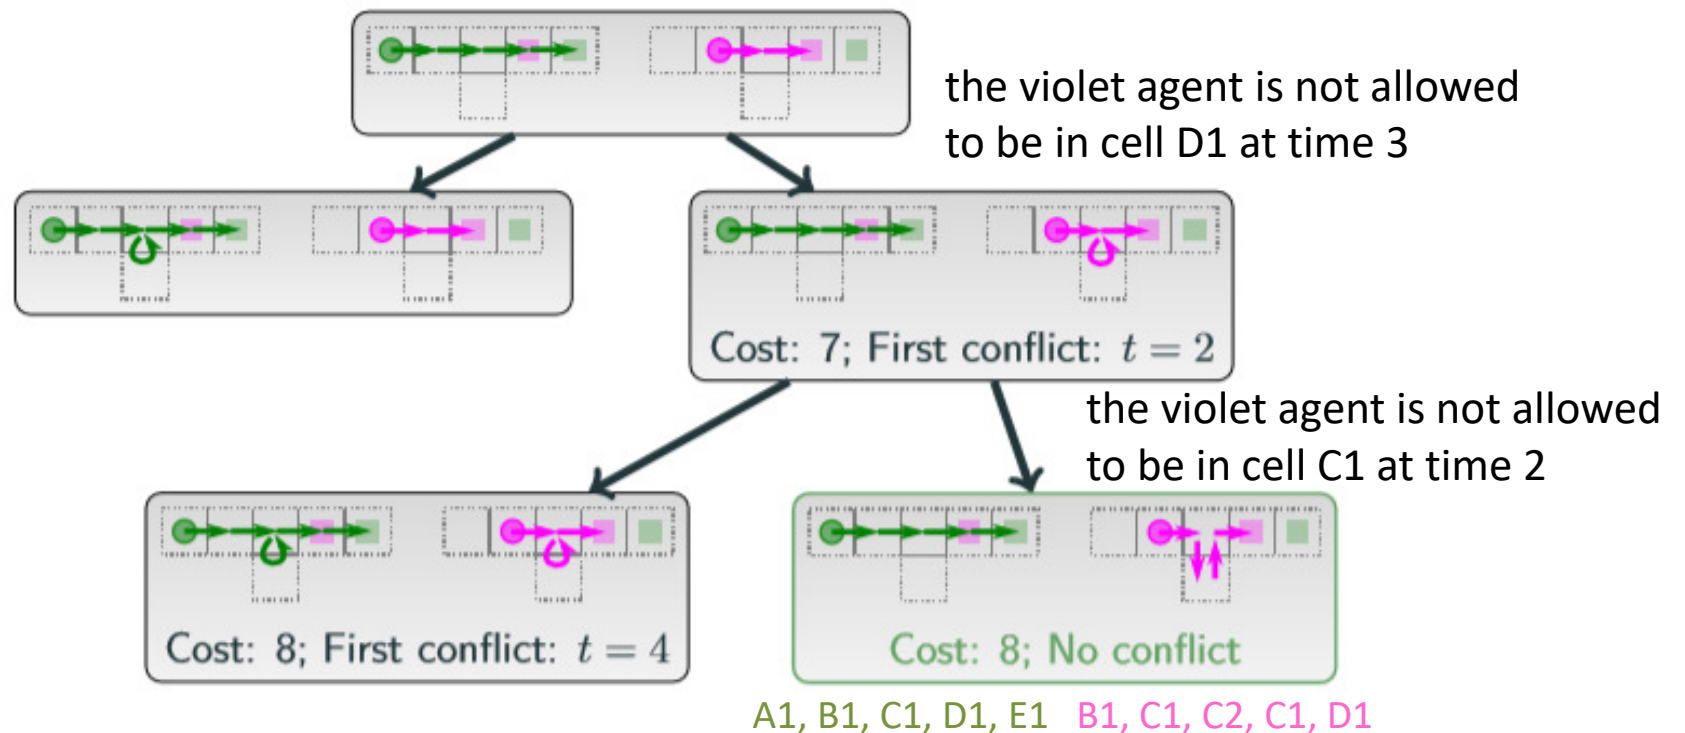 the violet agent is not allowed
to be in cell D1 at time 3
Cost: 7; First conflict: t = 2
the violet agent is not allowed
to be in cell C1 at time 2
Cost: 8; First conflict: t = 4
Cost: 8; No conflict
A1, B1, C1, D1, E1 B1, C1, C2, C1, D1